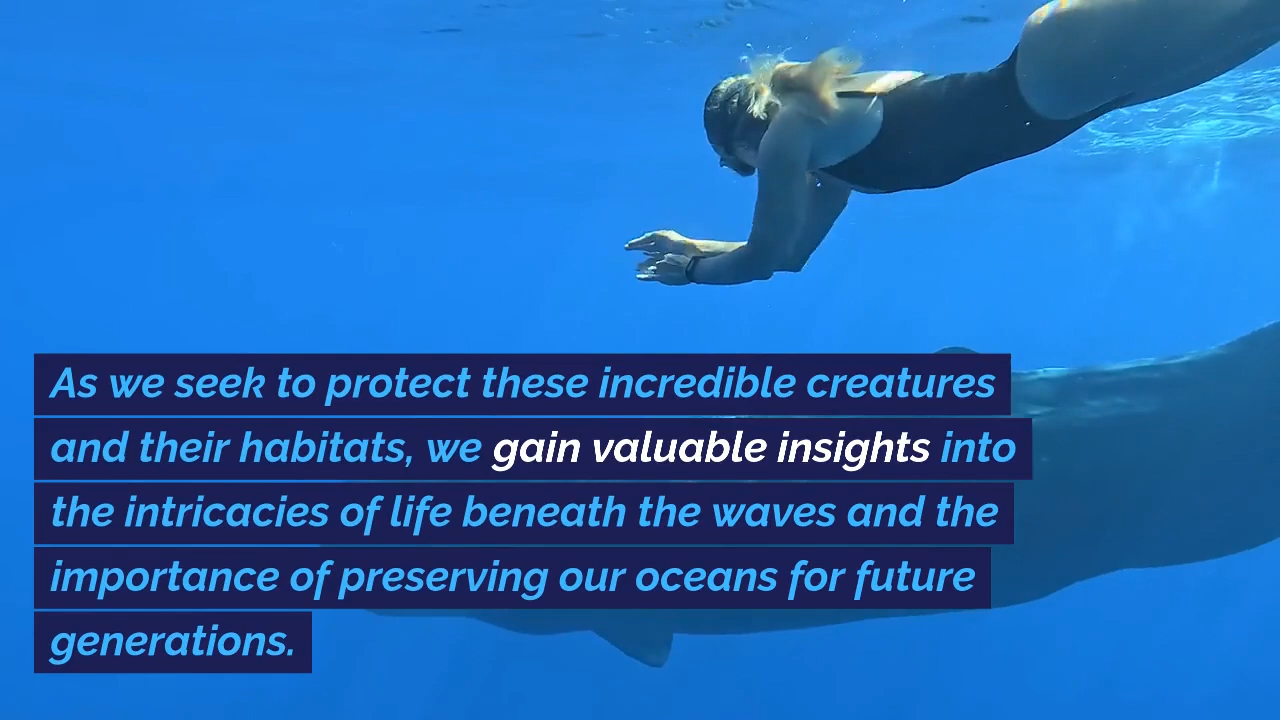 As we seek to protect these incredible creatures
and their habitats, we gain valuable insights into
the intricacies of life beneath the waves and the
importance of preserving our oceans for future
generations.